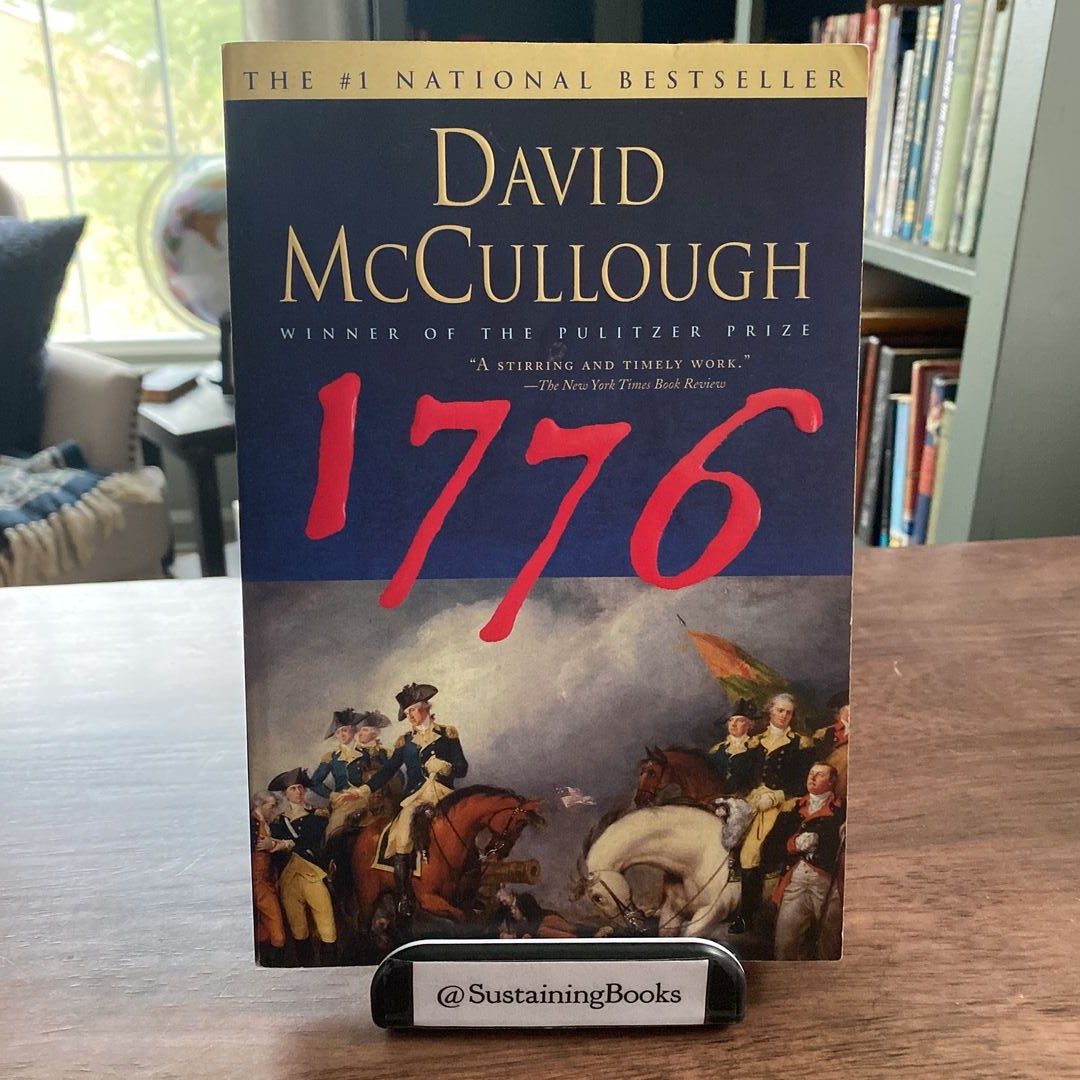 THE #1 NATIONAL BESTSELLER
DAVID
MCCULLOUGH
WINNER OF THE PULITZER PRIZE
“A STIRRING AND TIMELY WORK.”
—The New York Times Book Review
1776
@SustainingBooks